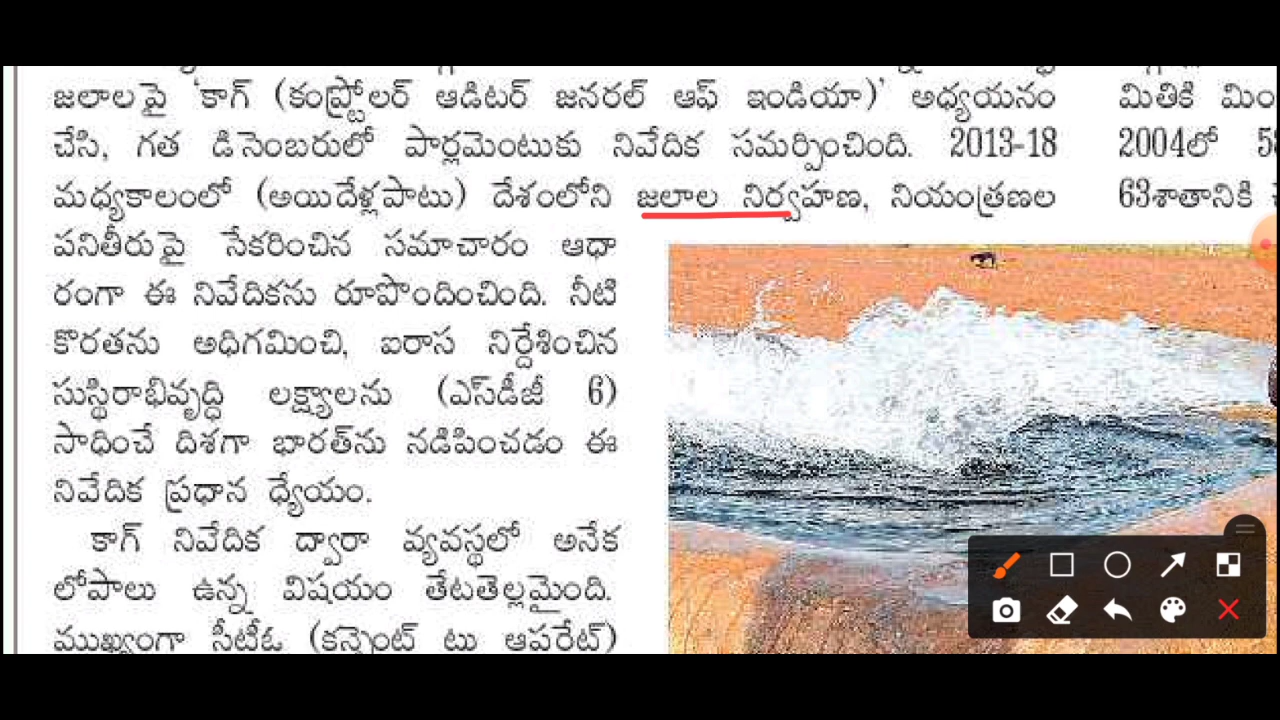 జలాలపై ‘కాగ్ (కంప్ట్రోలర్ ఆడిటర్ జనరల్ ఆఫ్ ఇండియా)’ అధ్యయనం
చేసి, గత డిసెంబరులో పార్లమెంటుకు నివేదిక సమర్పించింది. 2013-18
మధ్యకాలంలో (అయిదేళ్లపాటు) దేశంలోని జలాల నిర్వహణ, నియంత్రణల
పనితీరుపై సేకరించిన సమాచారం ఆధా
రంగా ఈ నివేదికను రూపొందించింది. నీటి
కొరతను అధిగమించి, ఐరాస నిర్దేశించిన
సుస్థిరాభివృద్ధి లక్ష్యాలను (ఎస్‌డీజీ 6)
సాధించే దిశగా భారత్‌ను నడిపించడం ఈ
నివేదిక ప్రధాన ధ్యేయం.
కాగ్ నివేదిక ద్వారా వ్యవస్థలో అనేక
లోపాలు ఉన్న విషయం తేటతెల్లమైంది.
ముఖ్యంగా సీటీఓ (కన్సెంట్ టు ఆపరేట్)
మితికి
2004లో
63శాతానికి